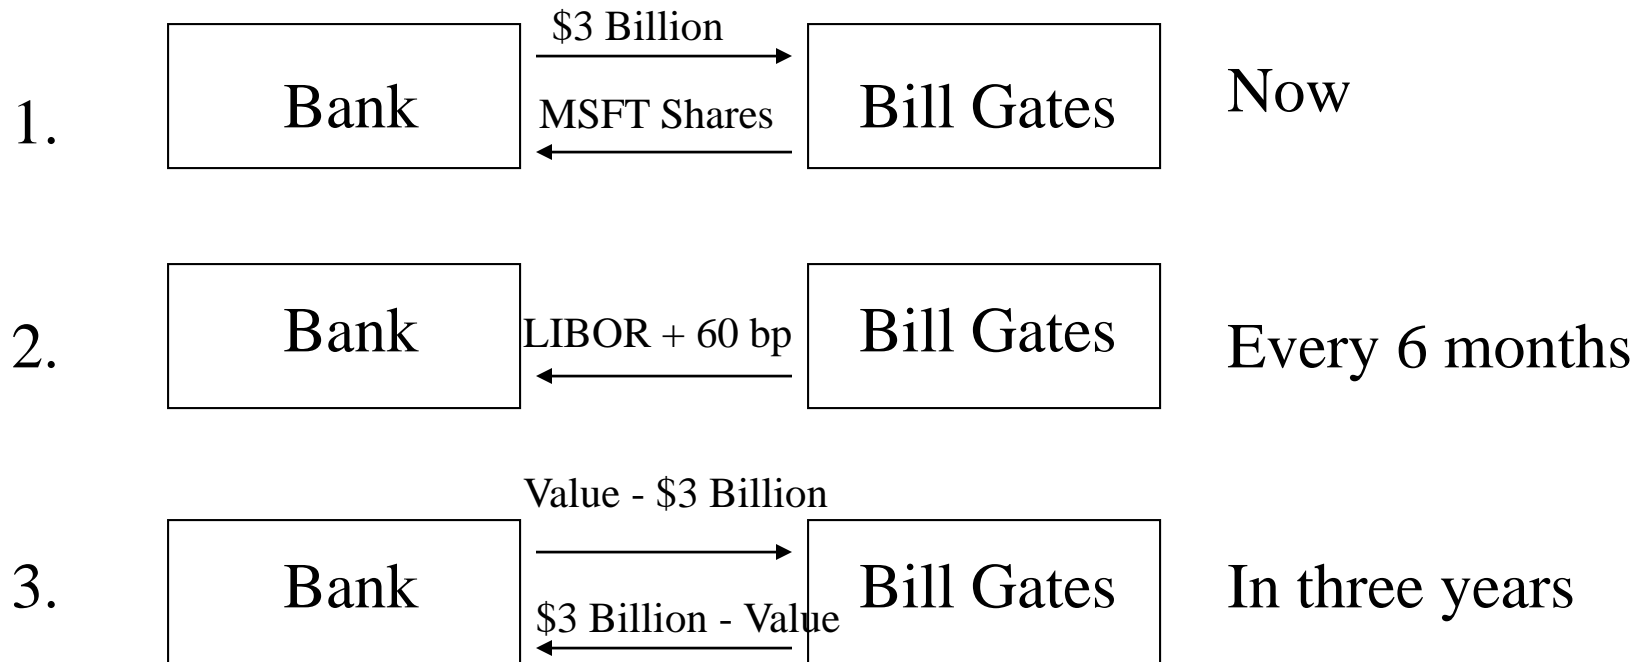 $3 Billion
1. Bank MSFT Shares Bill Gates Now
2. Bank LIBOR + 60 bp Bill Gates Every 6 months
Value - $3 Billion
3. Bank Bill Gates In three years
$3 Billion - Value